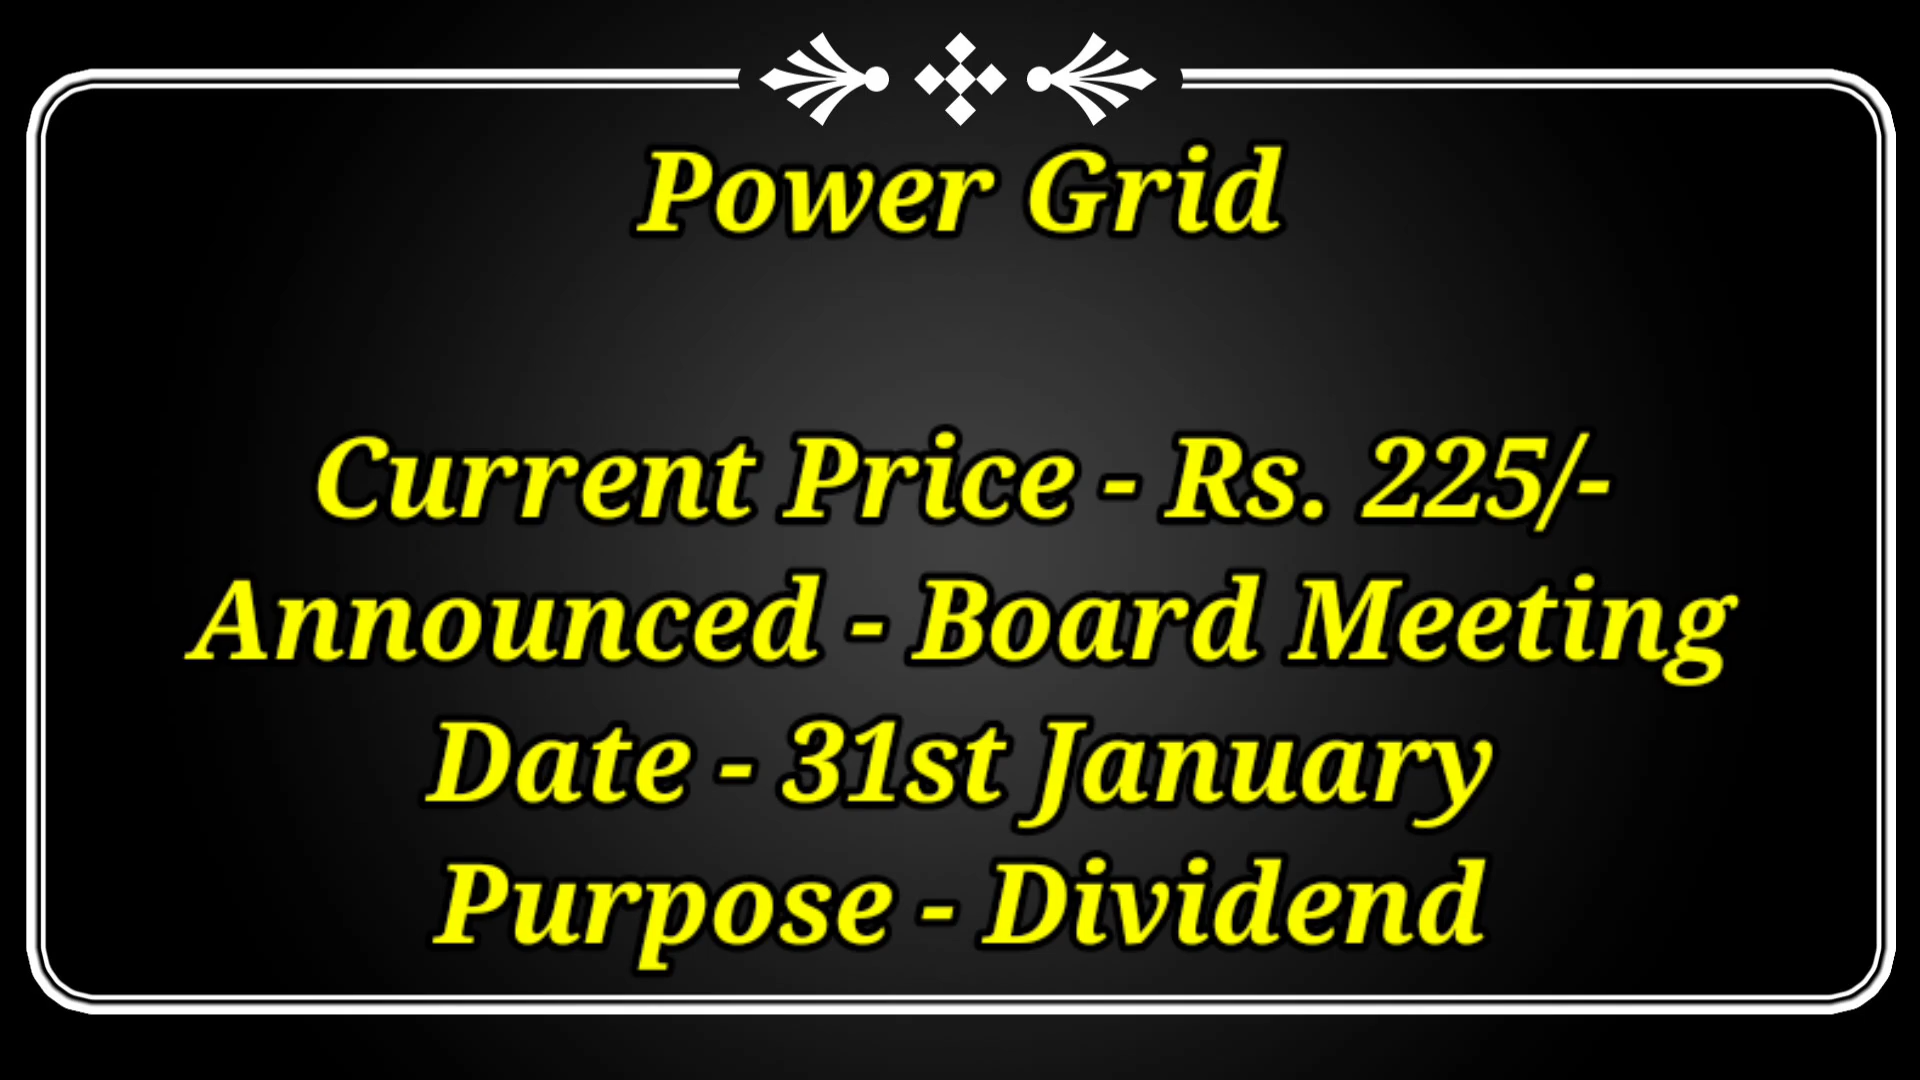 Power Grid
Current Price - Rs. 225/-
Announced - Board Meeting
Date - 31st January
Purpose - Dividend